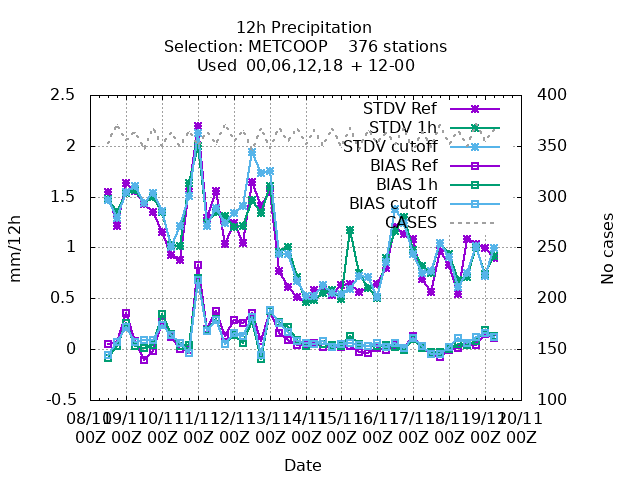 12h Precipitation
Selection: METCOOP    376 stations
Used  00,06,12,18 + 12-00
2.5
2
1.5
1
0.5
0
-0.5
mm/12h
400
350
300
250
200
150
100
No cases
STDV Ref
STDV 1h
STDV cutoff
BIAS Ref
BIAS 1h
BIAS cutoff
CASES
08/11 09/11 10/11 11/11 12/11 13/11 14/11 15/11 16/11 17/11 18/11 19/11 20/11
00Z 00Z 00Z 00Z 00Z 00Z 00Z 00Z 00Z 00Z 00Z 00Z 00Z
Date